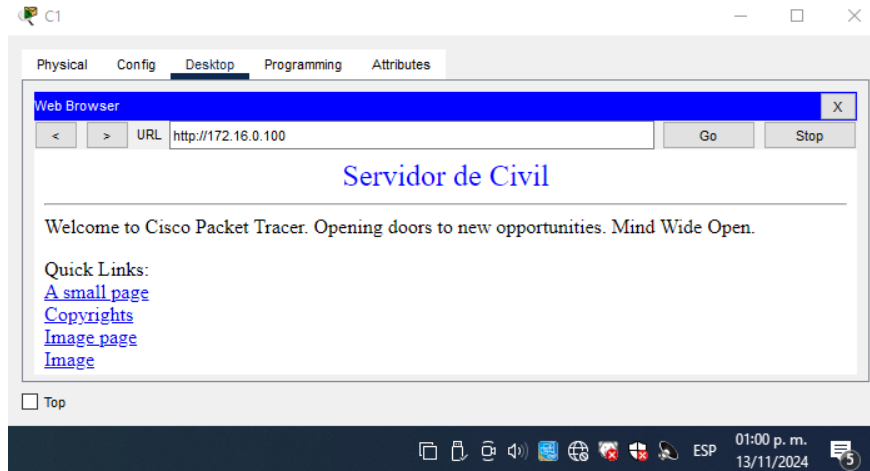 C1
Physical Config Desktop Programming Attributes
Web Browser X
< > URL http://172.16.0.100 Go Stop
Servidor de Civil
Welcome to Cisco Packet Tracer. Opening doors to new opportunities. Mind Wide Open.
Quick Links:
A small page
Copyrights
Image page
Image
Top
ESP 01:00 p. m.
13/11/2024 5